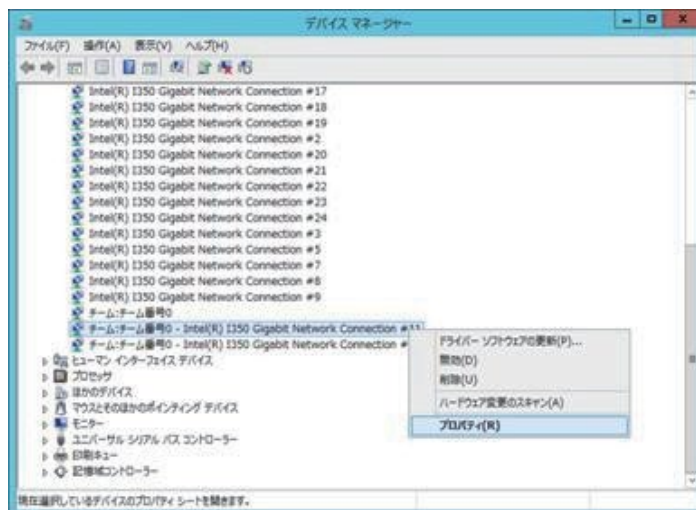 デバイス マネージャー
ファイル(F) 操作(A) 表示(V) ヘルプ(H)
Intel(R) I350 Gigabit Network Connection #17
Intel(R) I350 Gigabit Network Connection #18
Intel(R) I350 Gigabit Network Connection #19
Intel(R) I350 Gigabit Network Connection #2
Intel(R) I350 Gigabit Network Connection #20
Intel(R) I350 Gigabit Network Connection #21
Intel(R) I350 Gigabit Network Connection #22
Intel(R) I350 Gigabit Network Connection #23
Intel(R) I350 Gigabit Network Connection #24
Intel(R) I350 Gigabit Network Connection #3
Intel(R) I350 Gigabit Network Connection #5
Intel(R) I350 Gigabit Network Connection #7
Intel(R) I350 Gigabit Network Connection #8
Intel(R) I350 Gigabit Network Connection #9
チーム:チーム番号0
チーム:チーム番号0 - Intel(R) I350 Gigabit Network Connection #11
チーム:チーム番号0 - Intel(R) I350 Gigabit Network Connection #
ヒューマン インターフェイス デバイス
プロセッサ
ほかのデバイス
マウスとそのほかのポインティング デバイス
モニター
ユニバーサル シリアル バス コントローラー
印刷キュー
記憶域コントローラー
ドライバー ソフトウェアの更新(P)...
無効(D)
削除(U)
ハードウェア変更のスキャン(A)
プロパティ(R)
現在選択しているデバイスのプロパティ シートを開きます。